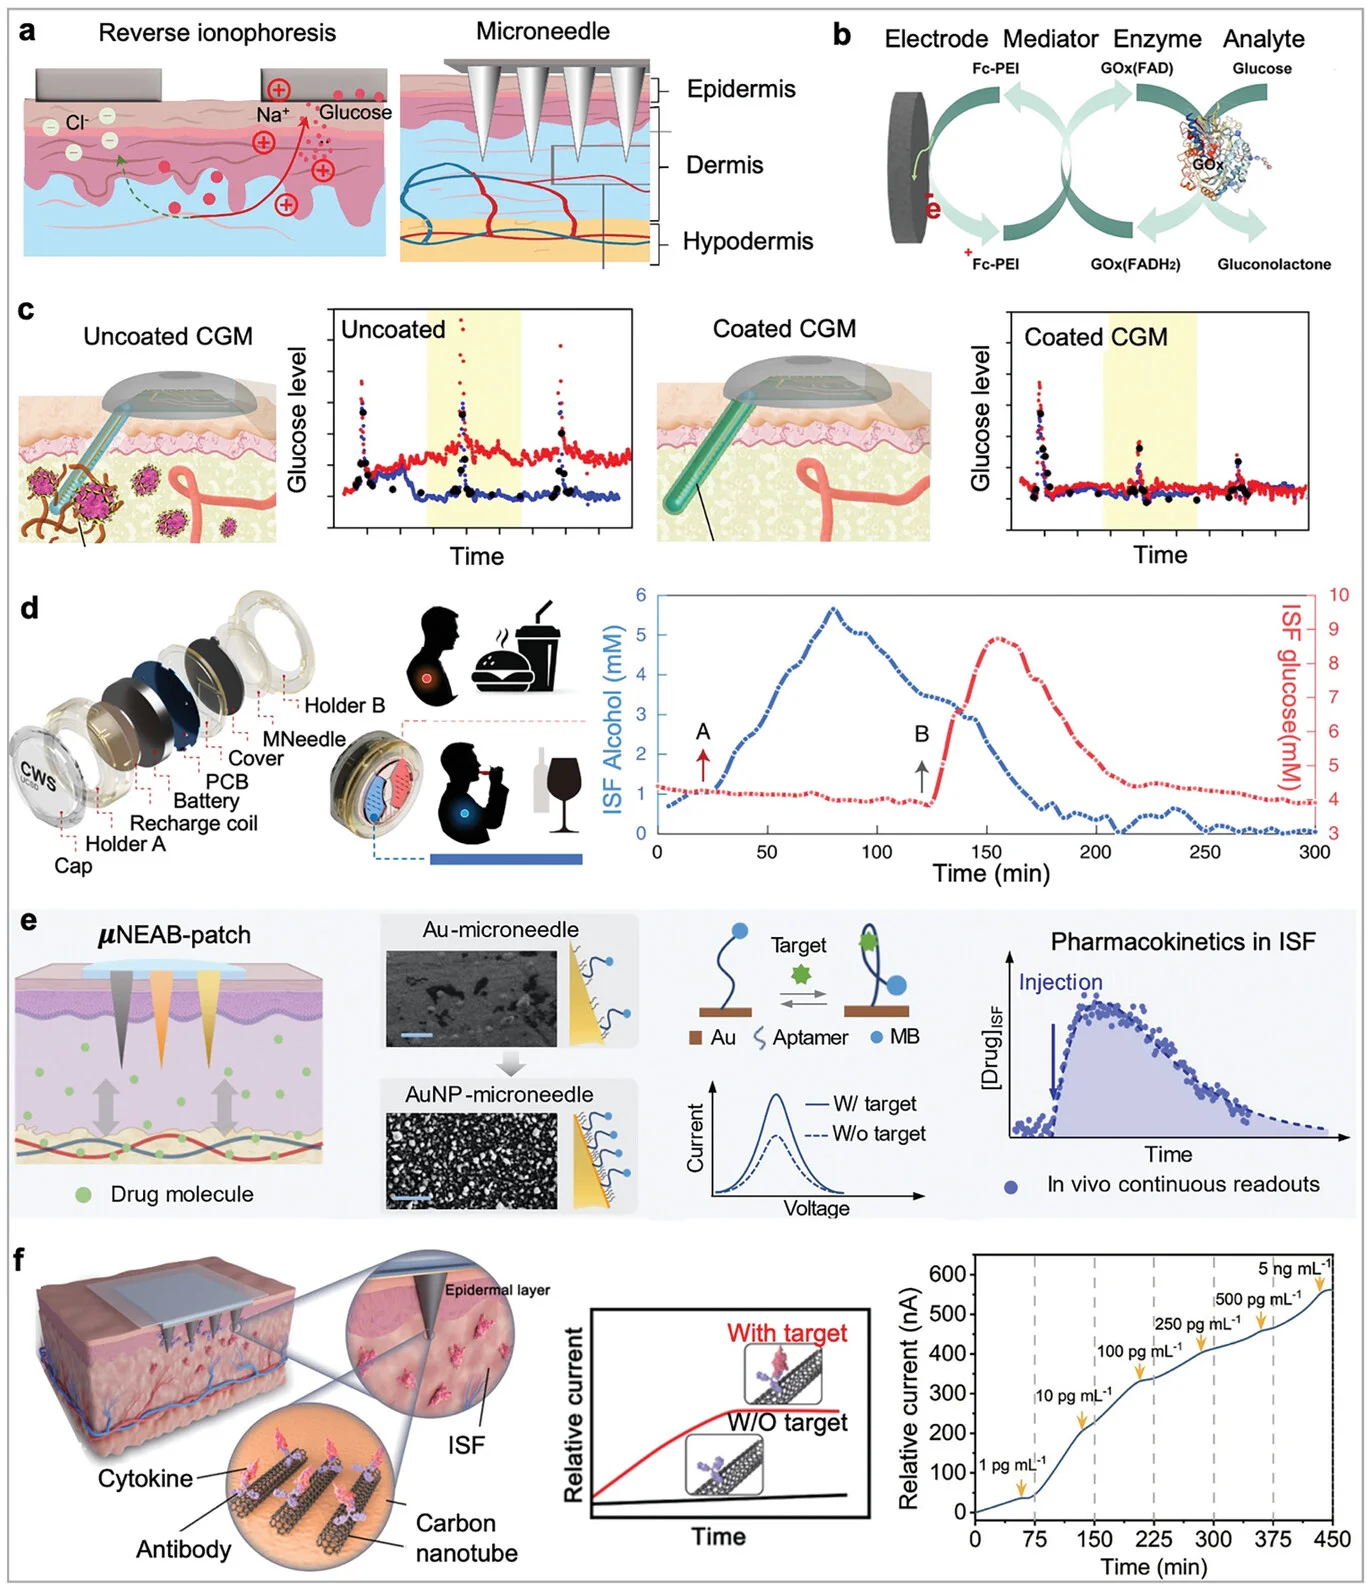 a
Reverse ionophoresis
Cl-
Na+
Glucose
Microneedle
Epidermis
Dermis
Hypodermis
b
Electrode Mediator Enzyme Analyte
Fc-PEI
GOx(FAD)
Glucose
GOx
e-
+
Fc-PEI
GOx(FADH₂)
Gluconolactone
c
Uncoated CGM
Uncoated
Glucose level
Time
Coated CGM
Coated CGM
Glucose level
Time
d
CWS
UCSD
Holder B
MNeedle
Cover
PCB
Battery
Recharge coil
Holder A
Cap
ISF Alcohol (mM)
6
5
4
3
2
1
0
A
B
10
9
8
7
6
5
4
3
ISF glucose(mM)
0 50 100 150 200 250 300
Time (min)
e
μNEAB-patch
Drug molecule
Au-microneedle
AuNP-microneedle
Target
Au
Aptamer
MB
Current
W/ target
W/o target
Voltage
Pharmacokinetics in ISF
Injection
[Drug]ISF
Time
In vivo continuous readouts
f
Epidermal layer
ISF
Cytokine
Antibody
Carbon
nanotube
Relative current
With target
W/O target
Time
Relative current (nA)
600
500
400
300
200
100
0
1 pg mL⁻¹
10 pg mL⁻¹
100 pg mL⁻¹
250 pg mL⁻¹
500 pg mL⁻¹
5 ng mL⁻¹
0 75 150 225 300 375 450
Time (min)